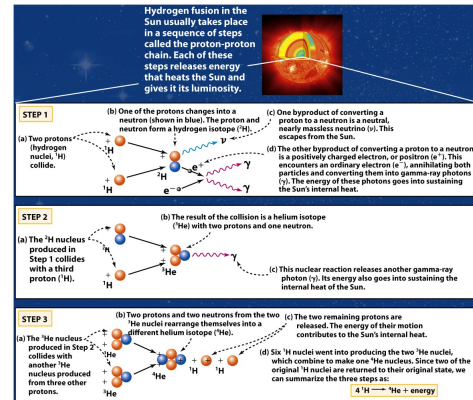 Hydrogen fusion in the
Sun usually takes place
in a sequence of steps
called the proton-proton
chain. Each of these
steps releases energy
that heats the Sun and
gives it its luminosity.
STEP 1
(a) Two protons
(hydrogen
nuclei, ¹H)
collide.
(b) One of the protons changes into a
neutron (shown in blue). The proton and
neutron form a hydrogen isotope (²H).
(c) One byproduct of converting a
proton to a neutron is a neutral,
nearly massless neutrino (ν). This
escapes from the Sun.
(d) The other byproduct of converting a proton to a neutron
is a positively charged electron, or positron (e⁺). This
encounters an ordinary electron (e⁻), annihilating both
particles and converting them into gamma-ray photons
(γ). The energy of these photons goes into sustaining
the Sun's internal heat.
+ ¹H
+ ¹H
+ ²H
ν
e⁺
e⁻
γ
γ
STEP 2
(a) The ²H nucleus
produced in
Step 1 collides
with a third
proton (¹H).
(b) The result of the collision is a helium isotope
(³He) with two protons and one neutron.
(c) This nuclear reaction releases another gamma-ray
photon (γ). Its energy also goes into sustaining the
internal heat of the Sun.
+
+ ¹H
+
+
³He
γ
STEP 3
(a) The ³He nucleus
produced in Step 2
collides with
another ³He
nucleus produced
from three other
protons.
(b) Two protons and two neutrons from the two
³He nuclei rearrange themselves into a
different helium isotope (⁴He).
(c) The two remaining protons are
released. The energy of their motion
contributes to the Sun's internal heat.
(d) Six ¹H nuclei went into producing the two ³He nuclei,
which combine to make one ⁴He nucleus. Since two of the
original ¹H nuclei are returned to their original state, we
can summarize the three steps as:
4 ¹H → ⁴He + energy
³He
³He
⁴He
¹H
¹H